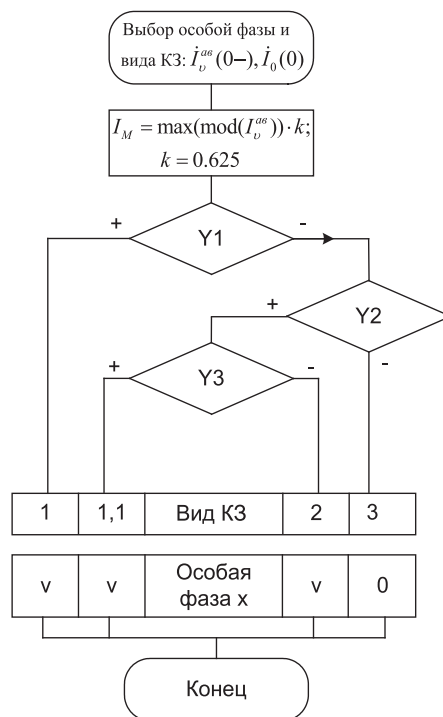 Выбор особой фазы и
вида КЗ: İ_υ^{ав}(0–), İ_0(0)
I_M = max(mod(I_υ^{ав}))·k;
k = 0.625
+
-
Y1
+
Y2
-
+
Y3
-
1 1,1 Вид КЗ 2 3
v v Особая фаза x v 0
Конец